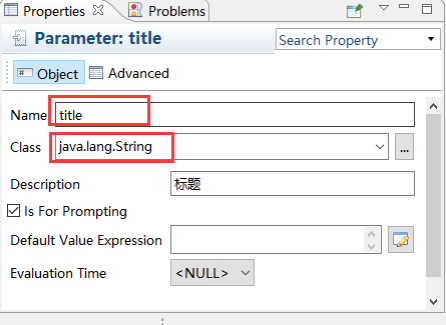 Properties Problems
Parameter: title Search Property
Object Advanced
Name title
Class java.lang.String ...
Description 标题
Is For Prompting
Default Value Expression
Evaluation Time <NULL>